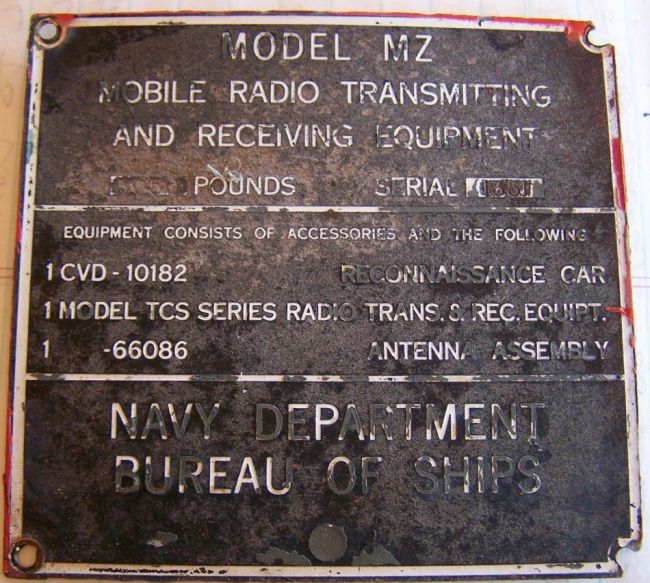 MODEL MZ
MOBILE RADIO TRANSMITTING
AND RECEIVING EQUIPMENT
POUNDS SERIAL
EQUIPMENT CONSISTS OF ACCESSORIES AND THE FOLLOWING
1 CVD-10182 RECONNAISSANCE CAR
1 MODEL TCS SERIES RADIO TRANS. & REC. EQUIPT.
1 -66086 ANTENNA ASSEMBLY
NAVY DEPARTMENT
BUREAU OF SHIPS